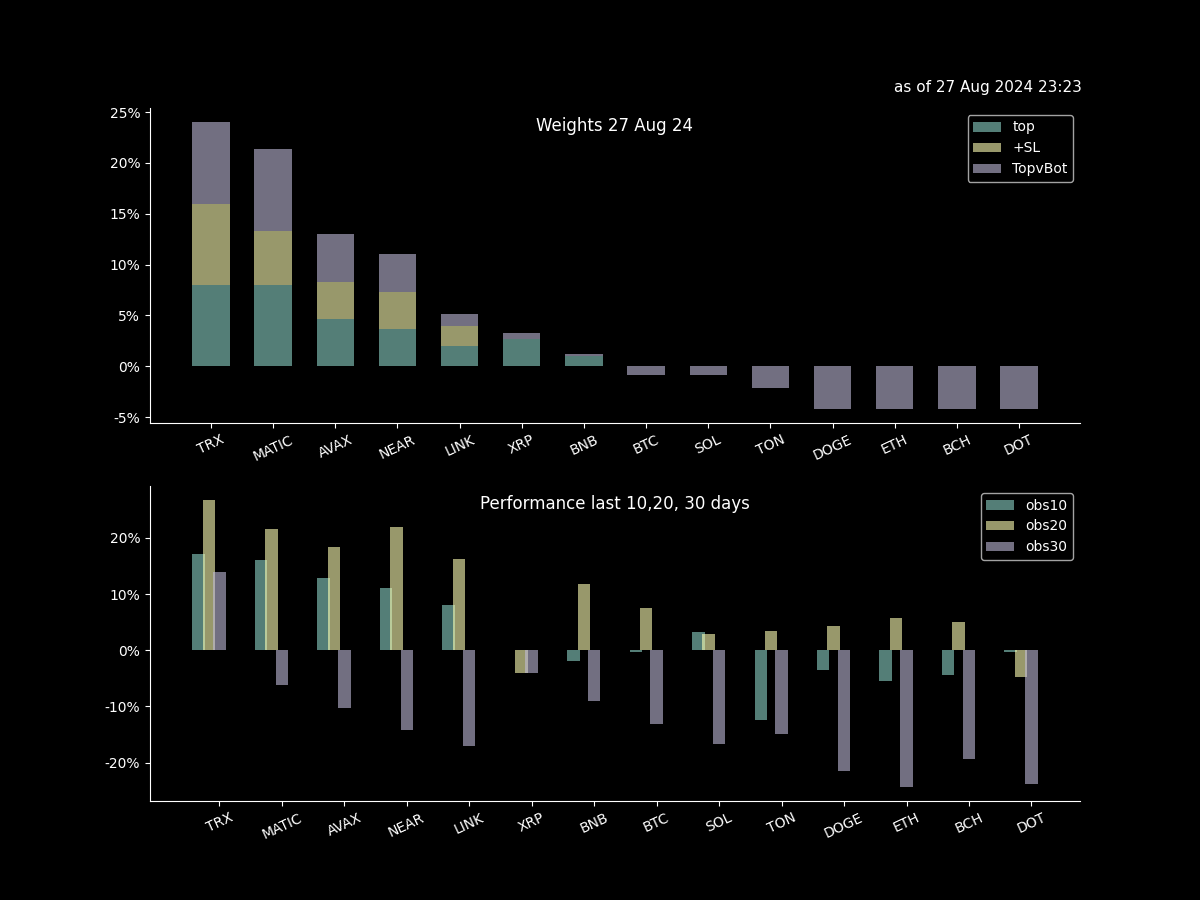 as of 27 Aug 2024 23:23
Weights 27 Aug 24
top
+SL
TopvBot
25%
20%
15%
10%
5%
0%
-5%
TRX MATIC AVAX NEAR LINK XRP BNB BTC SOL TON DOGE ETH BCH DOT
Performance last 10,20, 30 days
obs10
obs20
obs30
20%
10%
0%
-10%
-20%
TRX MATIC AVAX NEAR LINK XRP BNB BTC SOL TON DOGE ETH BCH DOT